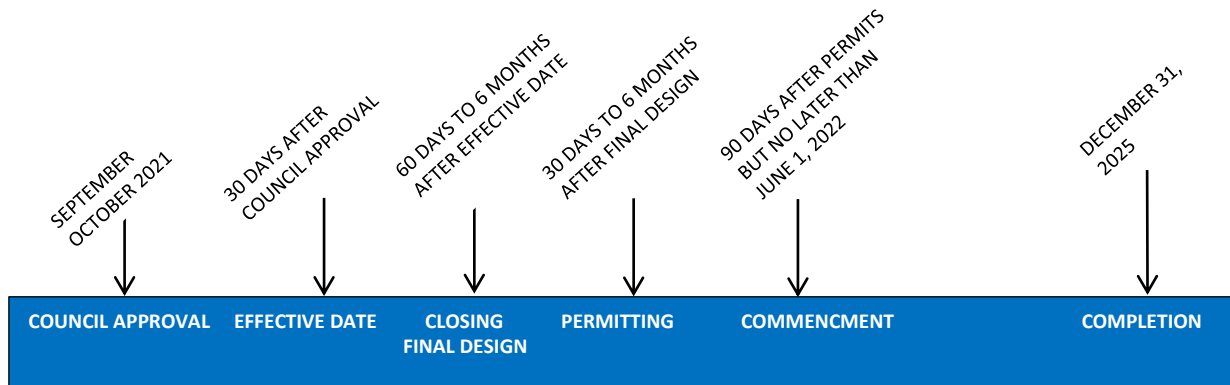 SEPTEMBER
OCTOBER 2021
30 DAYS AFTER
COUNCIL APPROVAL
60 DAYS TO 6 MONTHS
AFTER EFFECTIVE DATE
30 DAYS TO 6 MONTHS
AFTER FINAL DESIGN
90 DAYS AFTER PERMITS
BUT NO LATER THAN
JUNE 1, 2022
DECEMBER 31,
2025
COUNCIL APPROVAL
EFFECTIVE DATE
CLOSING
FINAL DESIGN
PERMITTING
COMMENCMENT
COMPLETION